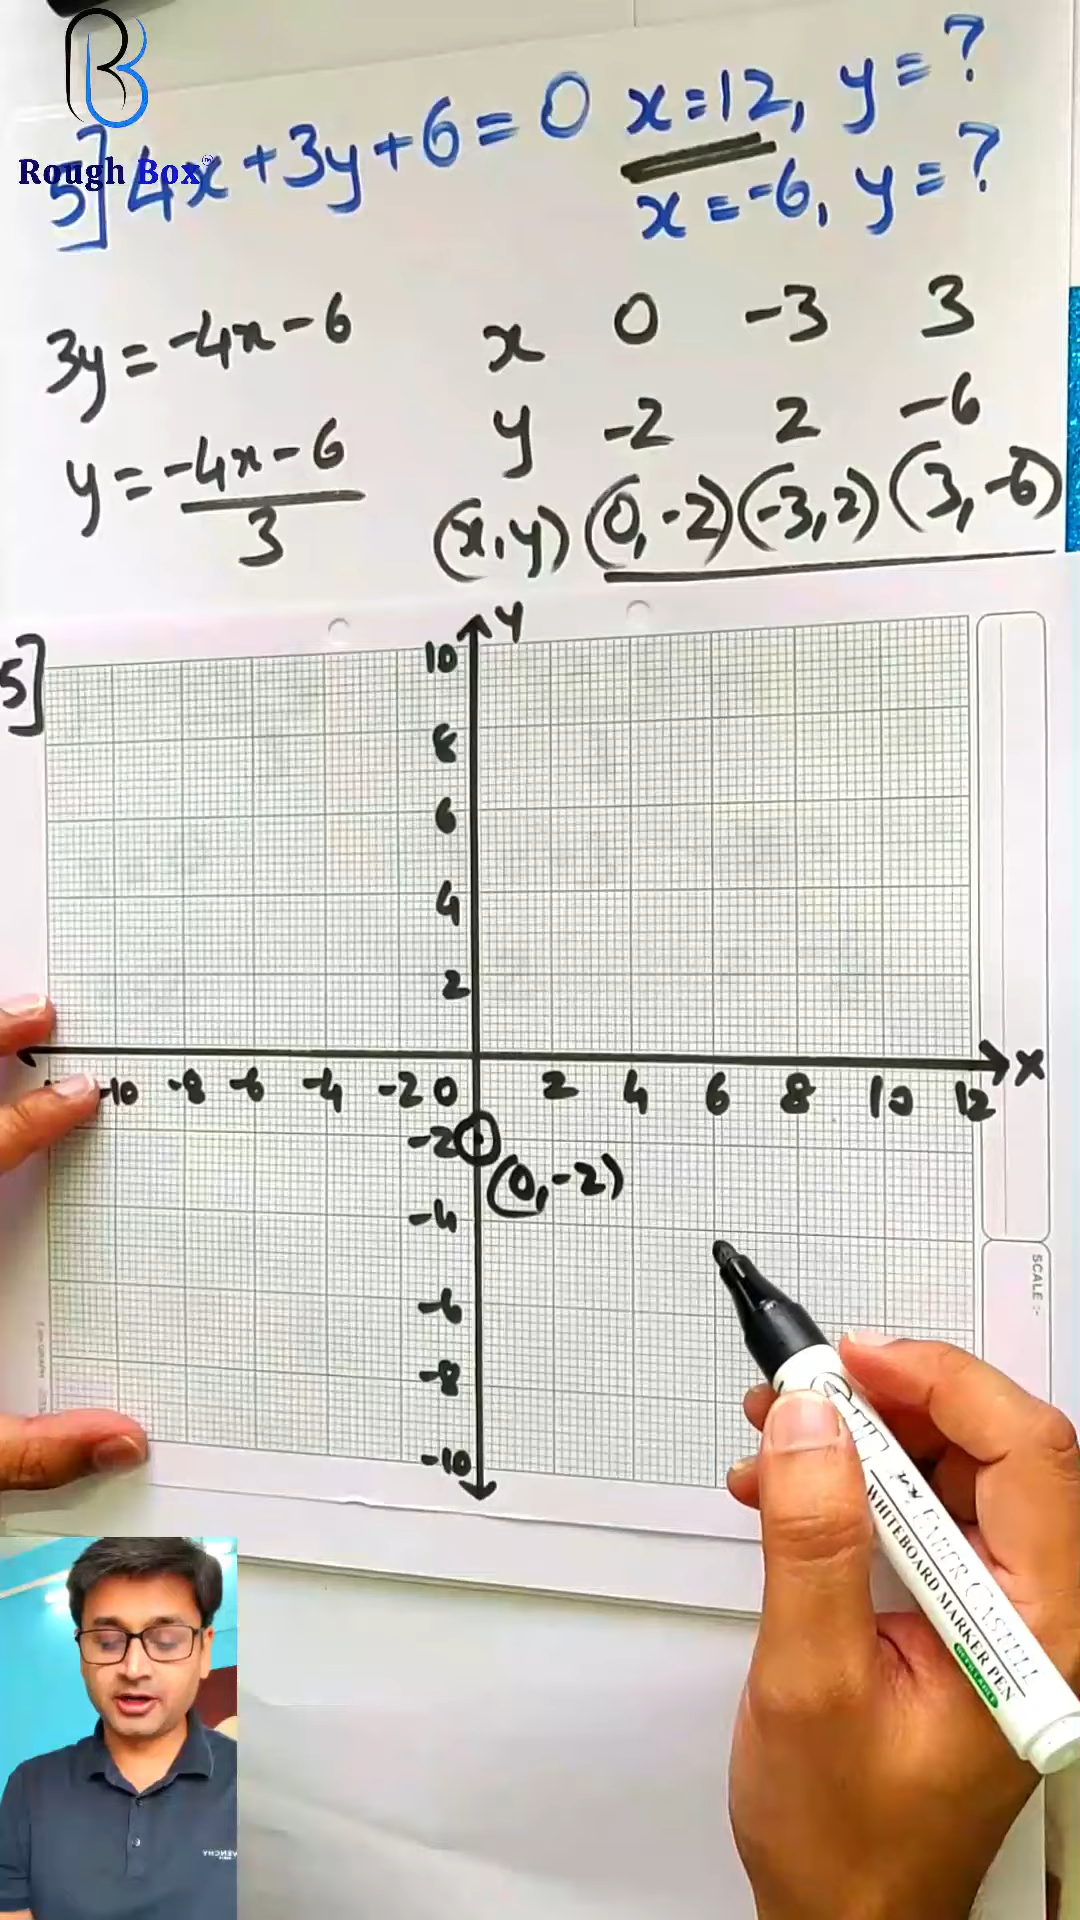 Rough Box
5] 4x+3y+6=0 x=12, y=?
x=-6, y=?
3y=-4x-6
y=-4x-6
3
x 0 -3 3
y -2 2 -6
(x,y) (0,-2) (-3,2) (3,-6)
5]
Y
10
8
6
4
2
-10 -8 -6 -4 -2 0 2 4 6 8 10 12 X
-2
(0,-2)
-4
-6
-8
-10
SCALE :-
FABER CASTELL
WHITEBOARD MARKER PEN